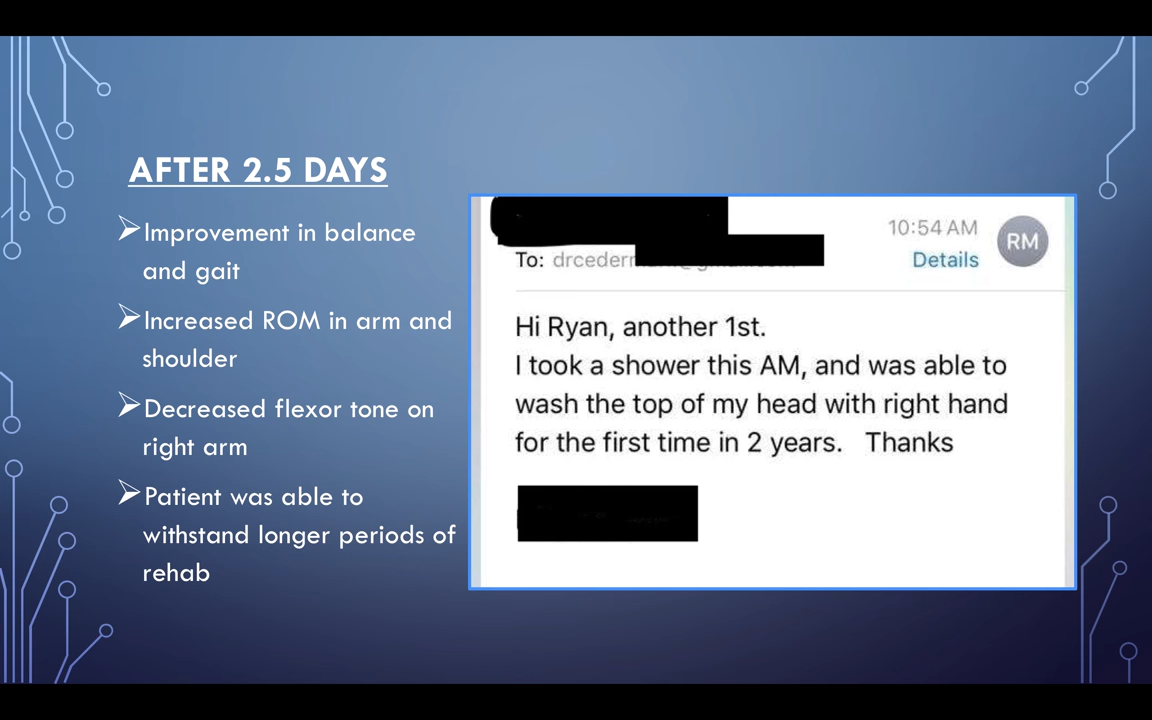 AFTER 2.5 DAYS
Improvement in balance
and gait
Increased ROM in arm and
shoulder
Decreased flexor tone on
right arm
Patient was able to
withstand longer periods of
rehab
10:54 AM
RM
To:
Details
Hi Ryan, another 1st.
I took a shower this AM, and was able to
wash the top of my head with right hand
for the first time in 2 years. Thanks